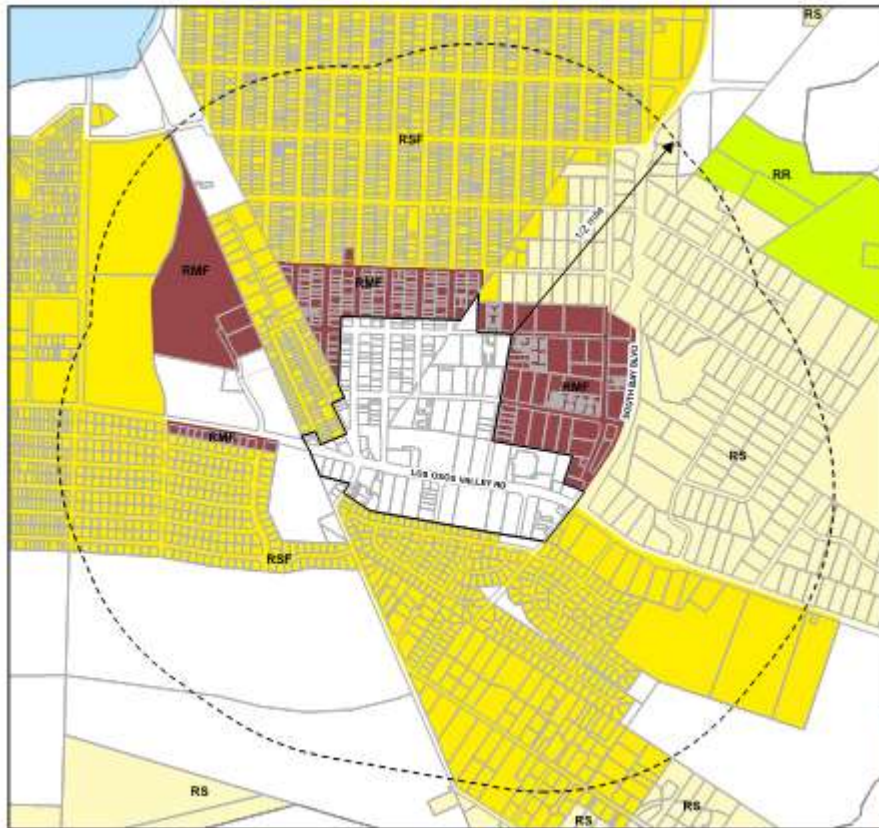 RS
RSF
RR
1/2 mile
RMF
RMF
SOUTH BAY BLVD
RMF
RMF
RS
LOS OSOS VALLEY RD
RSF
RS
RS
RS